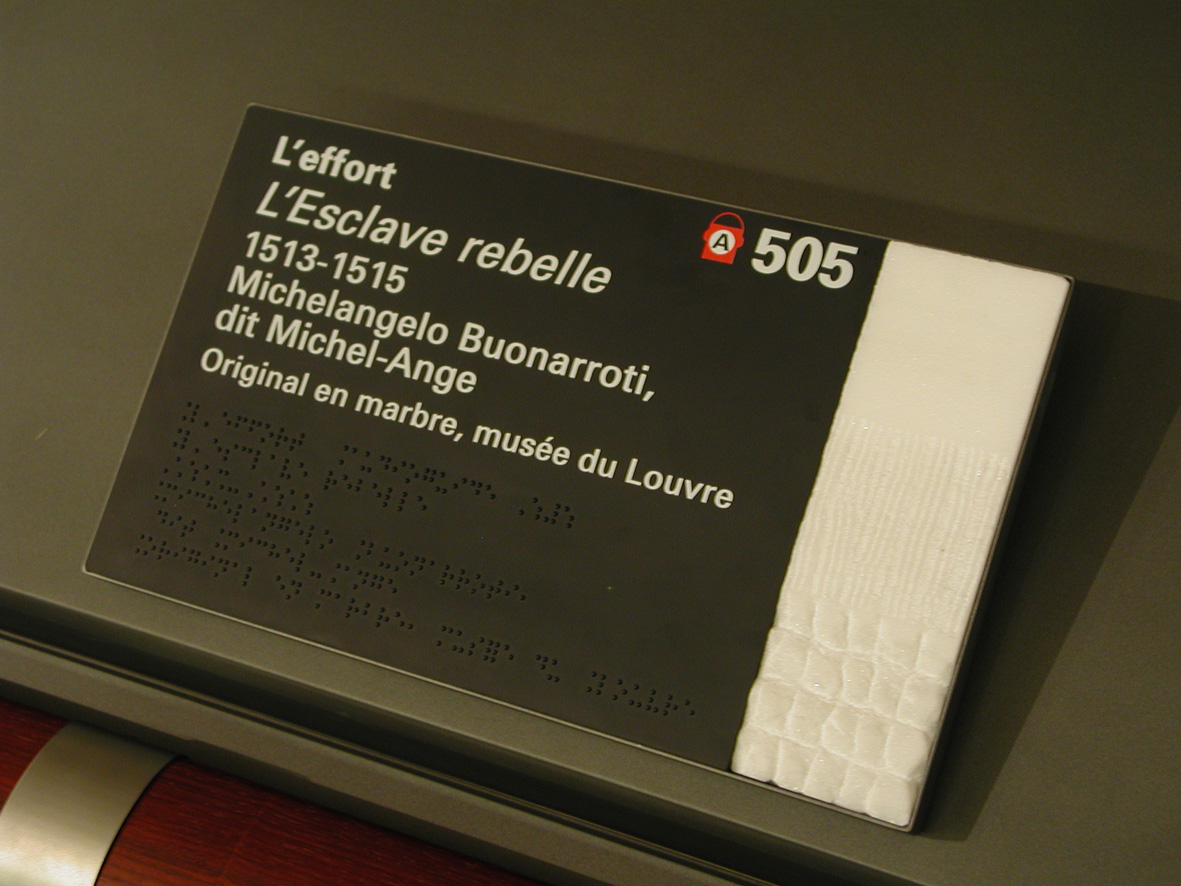 L'effort
L'Esclave rebelle
1513-1515
Michelangelo Buonarroti,
dit Michel-Ange
Original en marbre, musée du Louvre
A 505